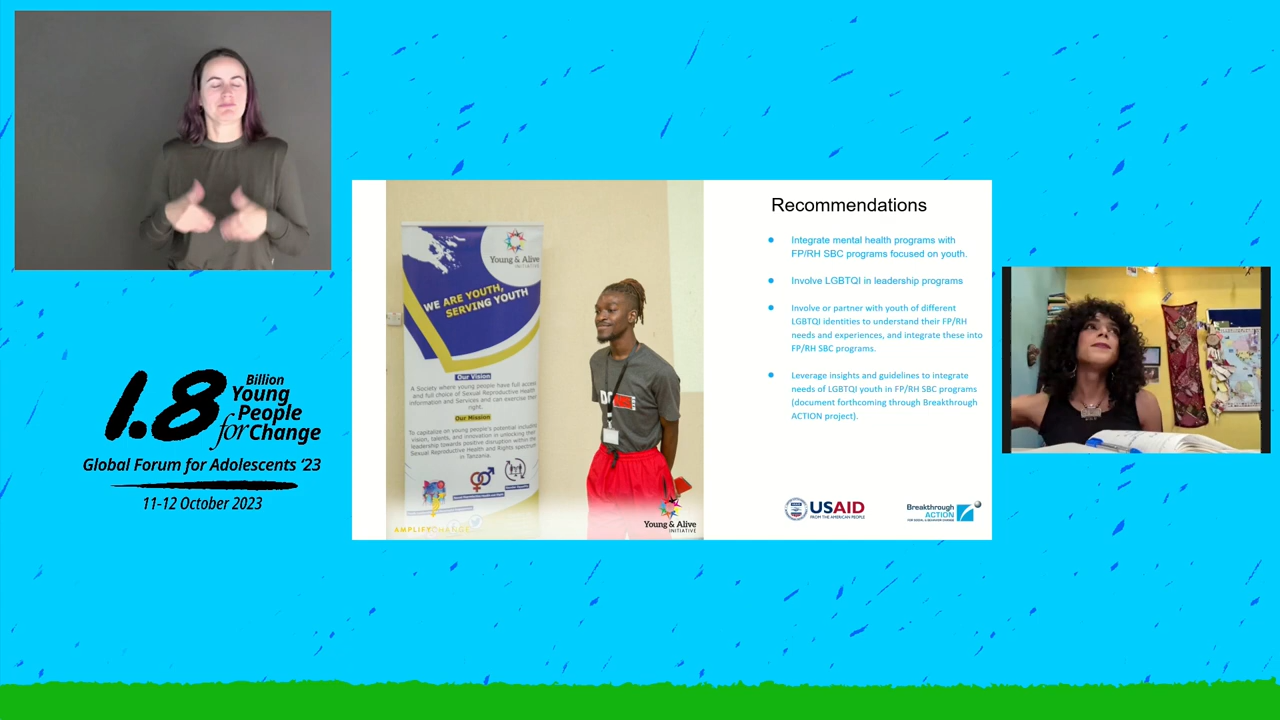 1.8
Billion
Young
People
for Change
Global Forum for Adolescents '23
11-12 October 2023
Young & Alive
INITIATIVE
WE ARE YOUTH,
SERVING YOUTH
Our Vision
A Society where young people have full access
and full choice of Sexual Reproductive Health
Information and Services and can exercise their
right.
Our Mission
To capitalize on young people's potential including
vision, talents, and innovation in unlocking their
leadership towards positive disruption within the
Sexual Reproductive Health and Rights spectrum
in Tanzania.
AMPLIFYCHANGE
Young & Alive
INITIATIVE
Recommendations
Integrate mental health programs with
FP/RH SBC programs focused on youth.
Involve LGBTQI in leadership programs
Involve or partner with youth of different
LGBTQI identities to understand their FP/RH
needs and experiences, and integrate these into
FP/RH SBC programs.
Leverage insights and guidelines to integrate
needs of LGBTQI youth in FP/RH SBC programs
(document forthcoming through Breakthrough
ACTION project).
USAID
FROM THE AMERICAN PEOPLE
Breakthrough
ACTION
FOR SOCIAL & BEHAVIOR CHANGE